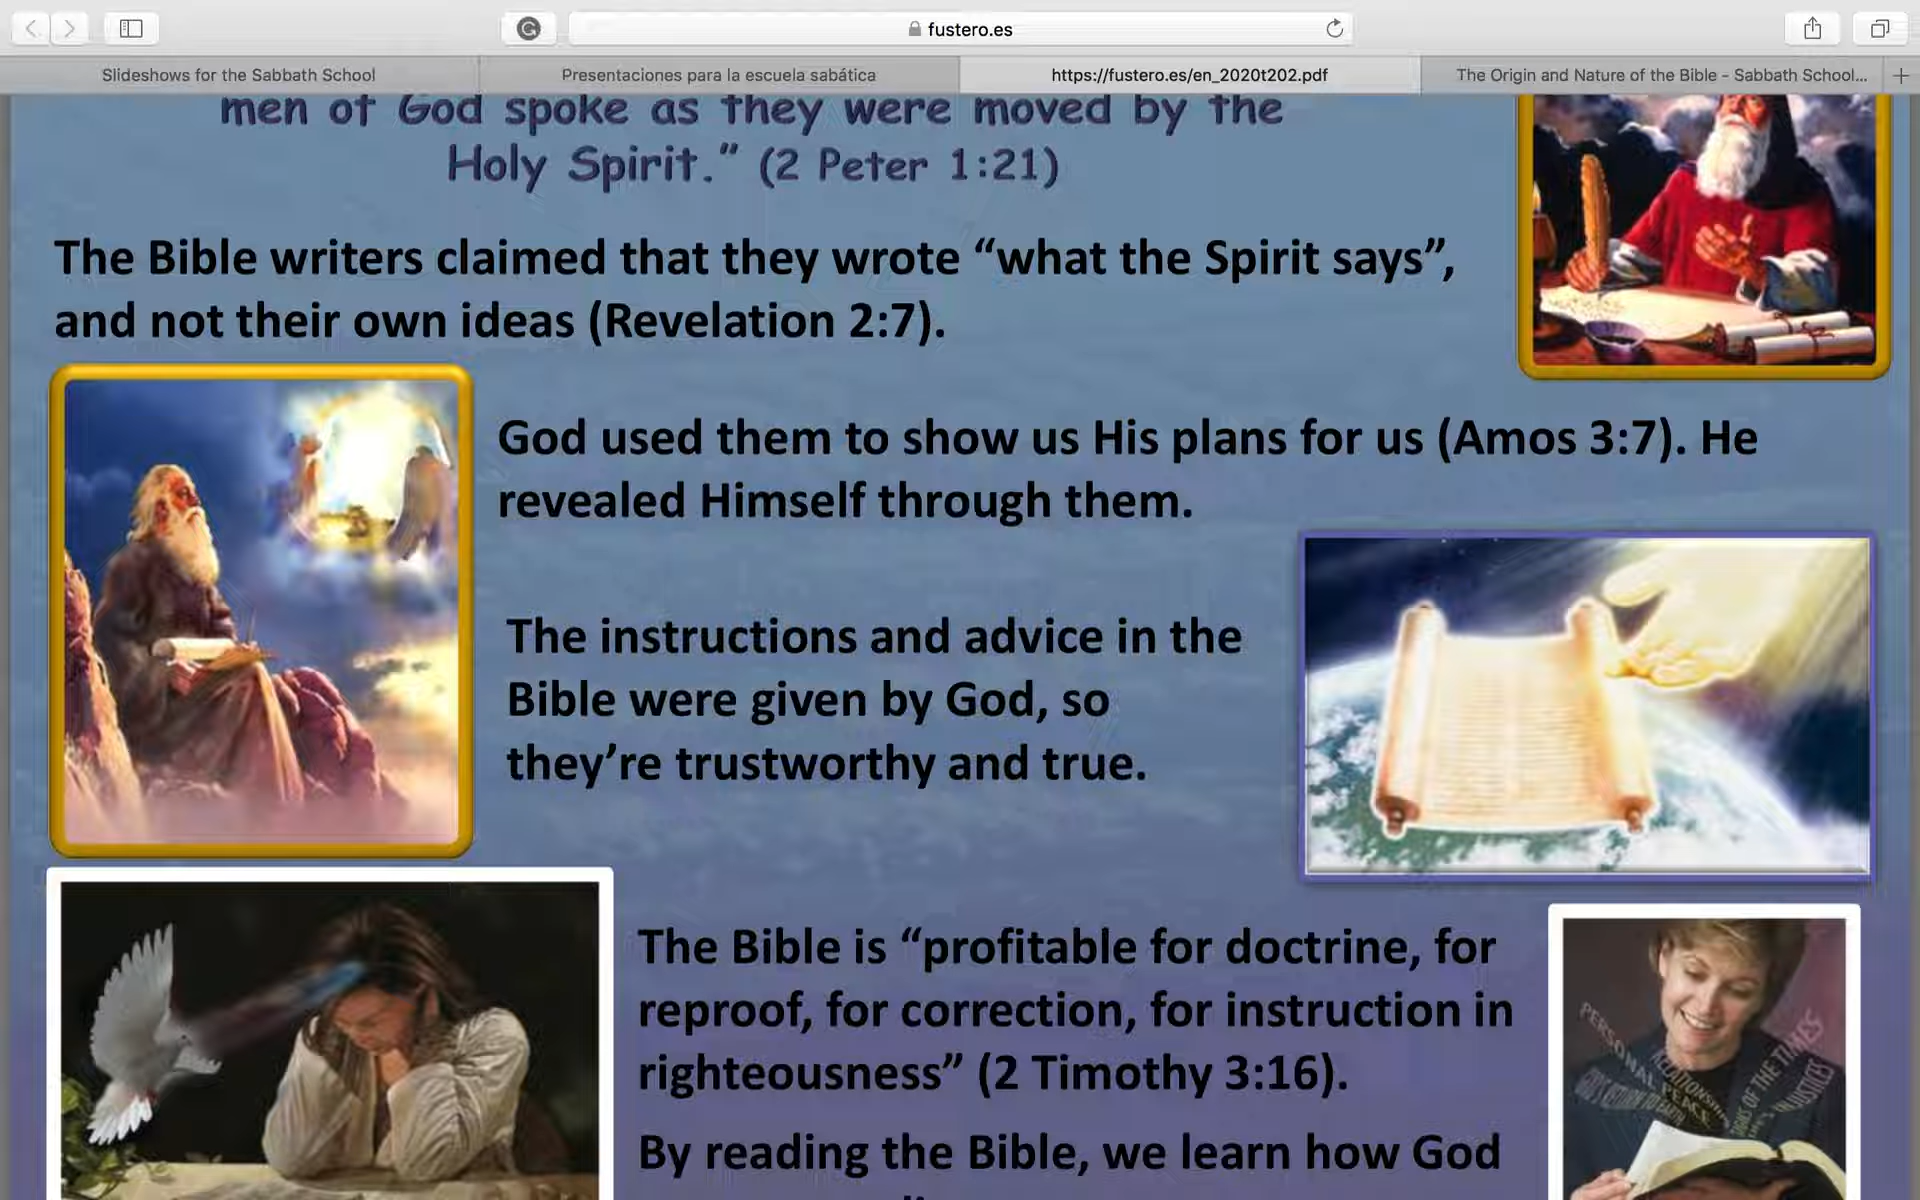 fustero.es
Slideshows for the Sabbath School
Presentaciones para la escuela sabática
https://fustero.es/en_2020t202.pdf
The Origin and Nature of the Bible - Sabbath School...
men of God spoke as they were moved by the
Holy Spirit.” (2 Peter 1:21)
The Bible writers claimed that they wrote “what the Spirit says”,
and not their own ideas (Revelation 2:7).
God used them to show us His plans for us (Amos 3:7). He
revealed Himself through them.
The instructions and advice in the
Bible were given by God, so
they’re trustworthy and true.
The Bible is “profitable for doctrine, for
reproof, for correction, for instruction in
righteousness” (2 Timothy 3:16).
By reading the Bible, we learn how God
PERSONAL PEACE
RELATIONSHIP
OF THE TIMES